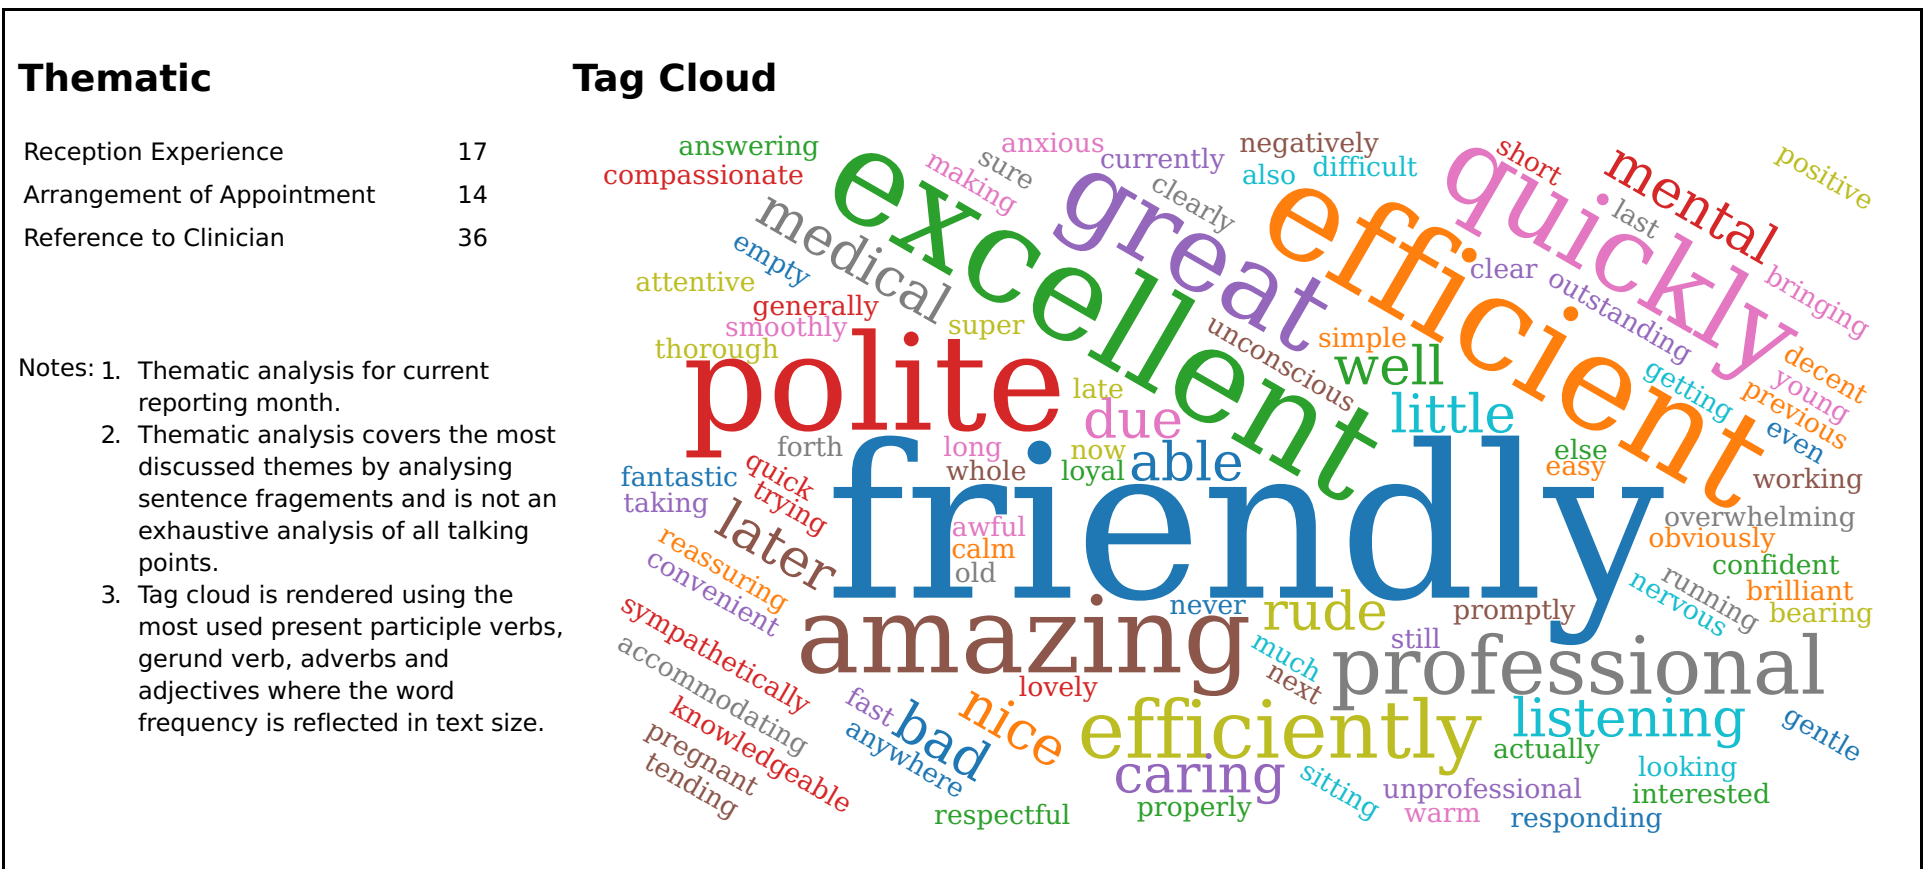 Thematic
Reception Experience 17
Arrangement of Appointment 14
Reference to Clinician 36
Notes: 1. Thematic analysis for current
reporting month.
2. Thematic analysis covers the most
discussed themes by analysing
sentence fragements and is not an
exhaustive analysis of all talking
points.
3. Tag cloud is rendered using the
most used present participle verbs,
gerund verb, adverbs and
adjectives where the word
frequency is reflected in text size.
Tag Cloud
answering
compassionate
anxious
currently
negatively
also
difficult
short
mental
positive
making
sure
clearly
excellent
great
efficient
quickly
last
medical
empty
attentive
generally
smoothly
thorough
super
clear
outstanding
bringing
unconscious
simple
well
polite
late
due
little
getting
decent
young
previous
even
forth
long
now
able
else
easy
working
whole
loyal
fantastic
quick
taking
trying
friendly
later
awful
calm
old
overwhelming
obviously
confident
reassuring
convenient
running
nervous
brilliant
bearing
never
rude
promptly
amazing
still
much
next
professional
sympathetically
accommodating
lovely
fast
bad
nice
efficiently
listening
gentle
knowledgeable
pregnant
tending
anywhere
actually
caring
sitting
looking
unprofessional
interested
respectful
properly
warm
responding